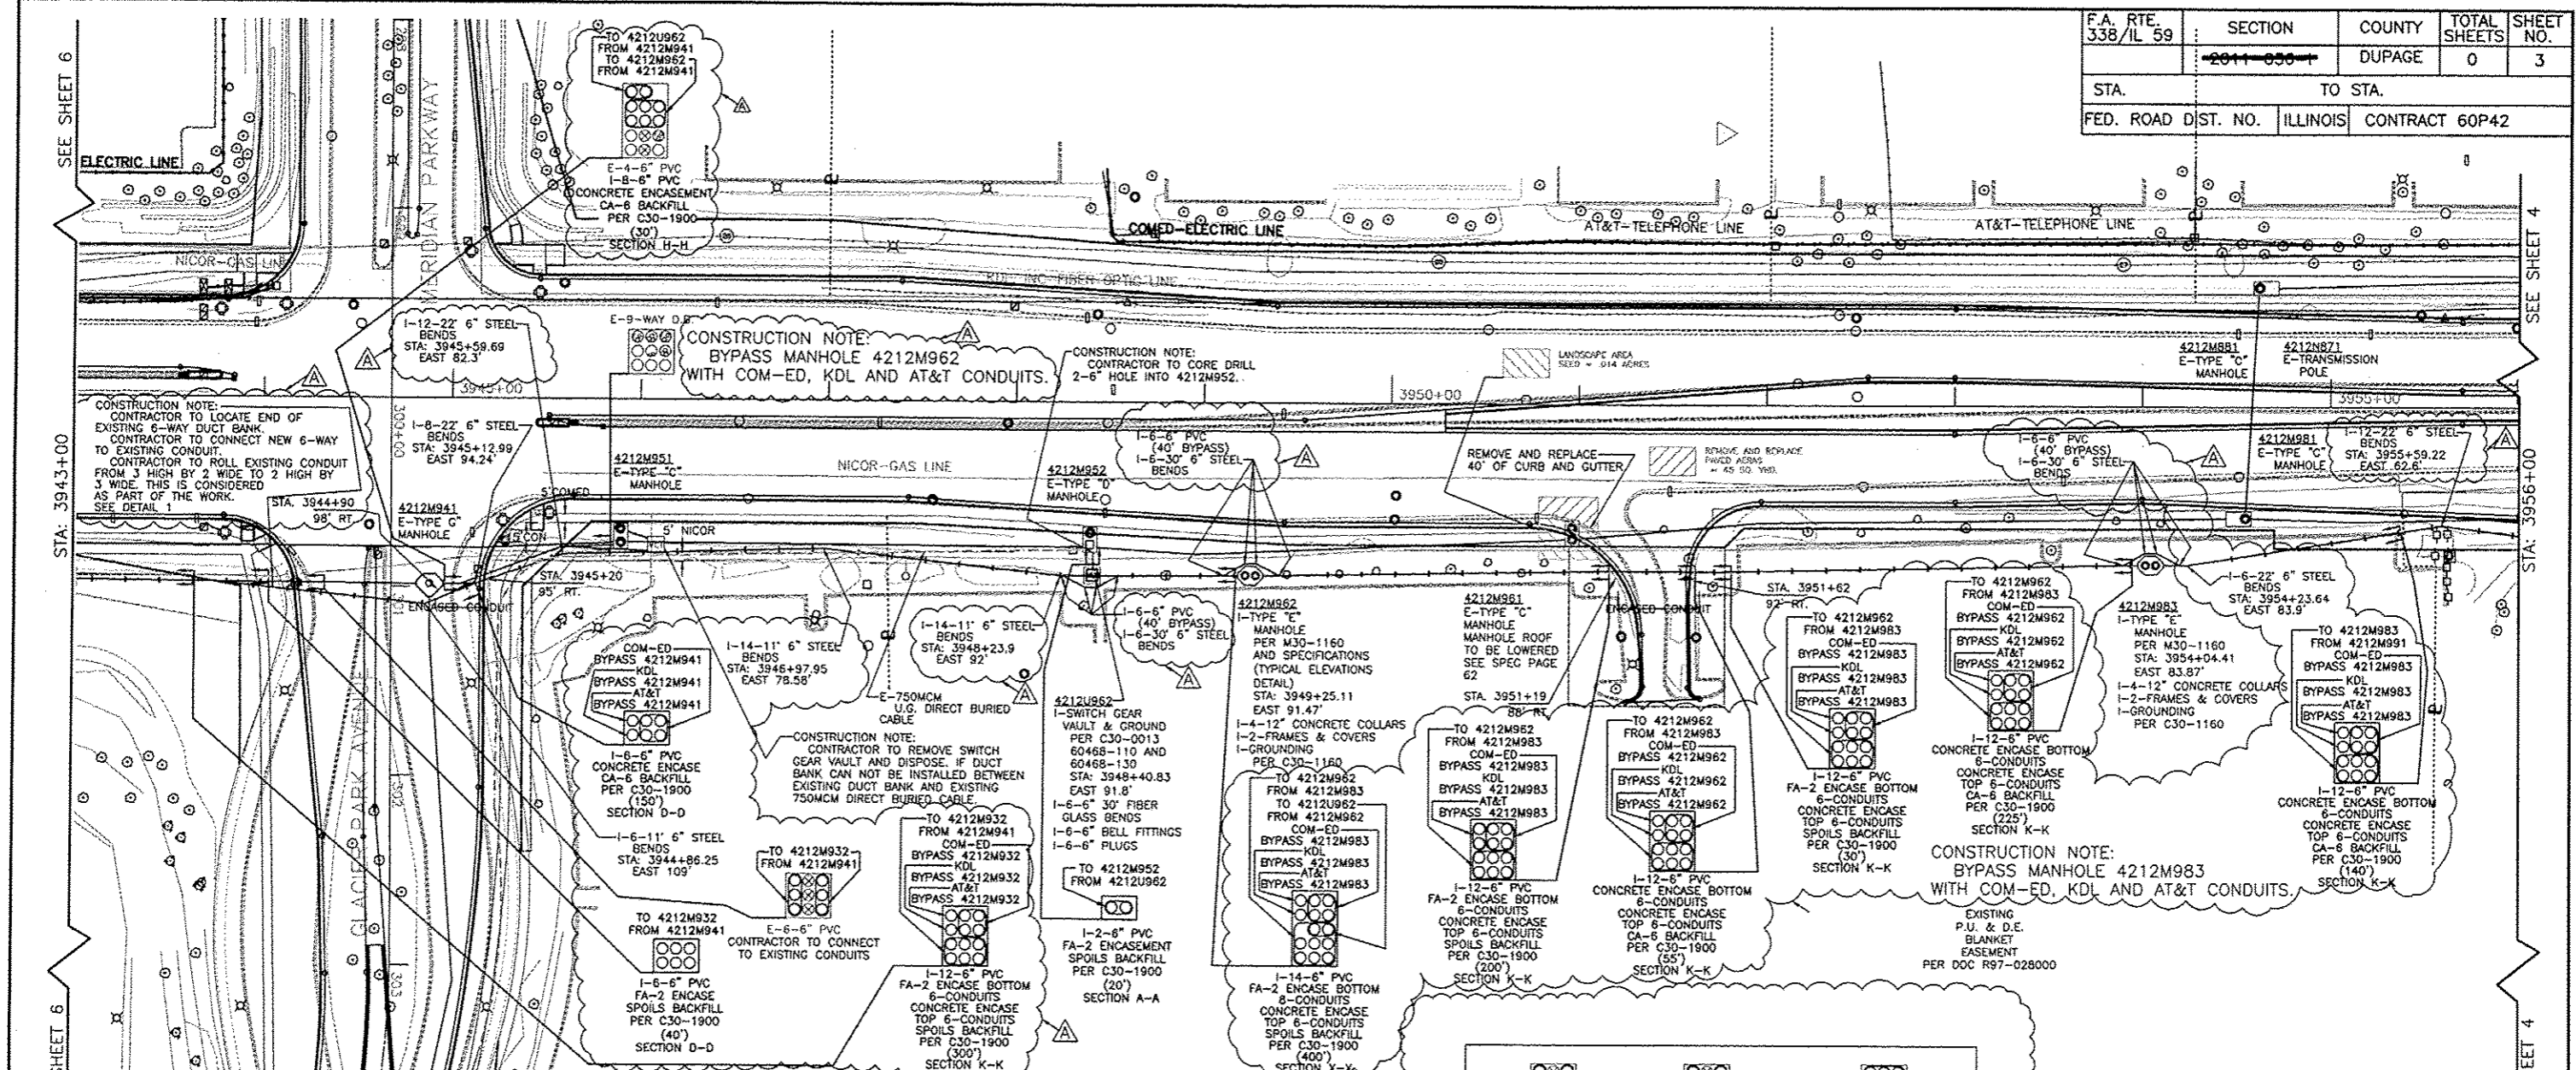 F.A. RTE.
338/IL 59
SECTION
COUNTY
TOTAL
SHEETS
SHEET
NO.
DUPAGE
0
3
STA.
TO STA.
FED. ROAD DIST. NO.
ILLINOIS
CONTRACT 60P42
SEE SHEET 6
ELECTRIC LINE
MERIDIAN PARKWAY
TO 4212U962
FROM 4212M941
TO 4212M962
FROM 4212M941
A
E-4-6" PVC
I-8-6" PVC
CONCRETE ENCASEMENT
CA-6 BACKFILL
PER C30-1900
(30')
SECTION H-H
COMED-ELECTRIC LINE
AT&T-TELEPHONE LINE
AT&T-TELEPHONE LINE
SEE SHEET 4
NICOR-GAS LINE
KDL INC-FIBER OPTIC LINE
I-12-22' 6" STEEL
BENDS
STA: 3945+59.69
EAST 82.3'
A
A
E-9-WAY D.B.
CONSTRUCTION NOTE:
BYPASS MANHOLE 4212M962
WITH COM-ED, KDL AND AT&T CONDUITS.
A
CONSTRUCTION NOTE:
CONTRACTOR TO CORE DRILL
2-6" HOLE INTO 4212M952.
LANDSCAPE AREA
SEED = .014 ACRES
4212M881
E-TYPE "C"
MANHOLE
4212N871
E-TRANSMISSION
POLE
3945+00
3950+00
3955+00
CONSTRUCTION NOTE:
CONTRACTOR TO LOCATE END OF
EXISTING 6-WAY DUCT BANK.
CONTRACTOR TO CONNECT NEW 6-WAY
TO EXISTING CONDUIT.
CONTRACTOR TO ROLL EXISTING CONDUIT
FROM 3 HIGH BY 2 WIDE TO 2 HIGH BY
3 WIDE. THIS IS CONSIDERED
AS PART OF THE WORK.
SEE DETAIL 1
STA: 3943+00
300+00
STA. 3944+90
98' RT.
I-8-22' 6" STEEL
BENDS
STA: 3945+12.99
EAST 94.24'
4212M941
E-TYPE G"
MANHOLE
4212M951
E-TYPE "C"
MANHOLE
NICOR-GAS LINE
4212M952
E-TYPE "D"
MANHOLE
I-6-6" PVC
(40' BYPASS)
I-6-30' 6" STEEL
BENDS
A
REMOVE AND REPLACE
40' OF CURB AND GUTTER
REMOVE AND REPLACE
PAVED AERAS
= 45 SQ. YRD.
I-6-6" PVC
(40' BYPASS)
I-6-30' 6" STEEL
BENDS
A
4212M981
E-TYPE "C"
MANHOLE
I-12-22' 6" STEEL
BENDS
STA: 3955+59.22
EAST 62.6'
A
STA: 3956+00
5'COMED
5'CON
5' NICOR
ENCASED CONDUIT
STA. 3945+20
95' RT.
301
302
303
GLACIER PARK AVENUE
COM-ED
BYPASS 4212M941
KDL
BYPASS 4212M941
AT&T
BYPASS 4212M941
I-6-6" PVC
CONCRETE ENCASE
CA-6 BACKFILL
PER C30-1900
(150')
SECTION D-D
I-14-11' 6" STEEL
BENDS
STA: 3946+97.95
EAST 78.58'
E-750MCM
U.G. DIRECT BURIED
CABLE
CONSTRUCTION NOTE:
CONTRACTOR TO REMOVE SWITCH
GEAR VAULT AND DISPOSE. IF DUCT
BANK CAN NOT BE INSTALLED BETWEEN
EXISTING DUCT BANK AND EXISTING
750MCM DIRECT BURIED CABLE.
I-14-11' 6" STEEL
BENDS
STA: 3948+23.9
EAST 92'
A
I-6-6" PVC
(40' BYPASS)
I-6-30' 6" STEEL
BENDS
A
4212U962
I-SWITCH GEAR
VAULT & GROUND
PER C30-0013
60468-110 AND
60468-130
STA: 3948+40.83
EAST 91.8'
I-6-6" 30' FIBER
GLASS BENDS
I-6-6" BELL FITTINGS
I-6-6" PLUGS
TO 4212M952
FROM 4212U962
I-2-6" PVC
FA-2 ENCASEMENT
SPOILS BACKFILL
PER C30-1900
(20')
SECTION A-A
4212M962
I-TYPE "E"
MANHOLE
PER M30-1160
AND SPECIFICATIONS
(TYPICAL ELEVATIONS
DETAIL)
STA: 3949+25.11
EAST 91.47'
I-4-12" CONCRETE COLLARS
I-2-FRAMES & COVERS
I-GROUNDING
PER C30-1160
4212M961
E-TYPE "C"
MANHOLE
MANHOLE ROOF
TO BE LOWERED
SEE SPEC PAGE
62
STA. 3951+19
88' RT.
ENCASED CONDUIT
STA. 3951+62
92' RT.
I-6-11' 6" STEEL
BENDS
STA: 3944+86.25
EAST 109'
TO 4212M932
FROM 4212M941
E-6-6" PVC
CONTRACTOR TO CONNECT
TO EXISTING CONDUITS
TO 4212M932
FROM 4212M941
I-6-6" PVC
FA-2 ENCASE
SPOILS BACKFILL
PER C30-1900
(40')
SECTION D-D
TO 4212M932
FROM 4212M941
COM-ED
BYPASS 4212M932
KDL
BYPASS 4212M932
AT&T
BYPASS 4212M932
I-12-6" PVC
FA-2 ENCASE BOTTOM
6-CONDUITS
CONCRETE ENCASE
TOP 6-CONDUITS
SPOILS BACKFILL
PER C30-1900
(300')
SECTION K-K
A
TO 4212M962
FROM 4212M983
TO 4212U962
FROM 4212M962
COM-ED
BYPASS 4212M983
KDL
BYPASS 4212M983
AT&T
BYPASS 4212M983
I-14-6" PVC
FA-2 ENCASE BOTTOM
8-CONDUITS
CONCRETE ENCASE
TOP 6-CONDUITS
SPOILS BACKFILL
PER C30-1900
(400')
TO 4212M962
FROM 4212M983
COM-ED
BYPASS 4212M983
KDL
BYPASS 4212M983
AT&T
BYPASS 4212M983
I-12-6" PVC
FA-2 ENCASE BOTTOM
6-CONDUITS
CONCRETE ENCASE
TOP 6-CONDUITS
SPOILS BACKFILL
PER C30-1900
(200')
SECTION K-K
TO 4212M962
FROM 4212M983
COM-ED
BYPASS 4212M962
KDL
BYPASS 4212M962
AT&T
BYPASS 4212M962
I-12-6" PVC
CONCRETE ENCASE BOTTOM
6-CONDUITS
CONCRETE ENCASE
TOP 6-CONDUITS
CA-6 BACKFILL
PER C30-1900
(55')
SECTION K-K
TO 4212M962
FROM 4212M983
COM-ED
BYPASS 4212M983
KDL
BYPASS 4212M983
AT&T
BYPASS 4212M983
I-12-6" PVC
FA-2 ENCASE BOTTOM
6-CONDUITS
CONCRETE ENCASE
TOP 6-CONDUITS
SPOILS BACKFILL
PER C30-1900
(30')
SECTION K-K
TO 4212M962
FROM 4212M983
COM-ED
BYPASS 4212M962
KDL
BYPASS 4212M962
AT&T
BYPASS 4212M962
I-12-6" PVC
CONCRETE ENCASE BOTTOM
6-CONDUITS
CONCRETE ENCASE
TOP 6-CONDUITS
CA-6 BACKFILL
PER C30-1900
(225')
SECTION K-K
4212M983
I-TYPE "E"
MANHOLE
PER M30-1160
STA: 3954+04.41
EAST 83.87'
I-4-12" CONCRETE COLLARS
I-2-FRAMES & COVERS
I-GROUNDING
PER C30-1160
I-6-22' 6" STEEL
BENDS
STA: 3954+23.64
EAST 83.9'
TO 4212M983
FROM 4212M991
COM-ED
BYPASS 4212M983
KDL
BYPASS 4212M983
AT&T
BYPASS 4212M983
I-12-6" PVC
CONCRETE ENCASE BOTTOM
6-CONDUITS
CONCRETE ENCASE
TOP 6-CONDUITS
CA-6 BACKFILL
PER C30-1900
(140')
SECTION K-K
CONSTRUCTION NOTE:
BYPASS MANHOLE 4212M983
WITH COM-ED, KDL AND AT&T CONDUITS.
EXISTING
P.U. & D.E.
BLANKET
EASEMENT
PER DOC R97-028000
SHEET 6
EET 4